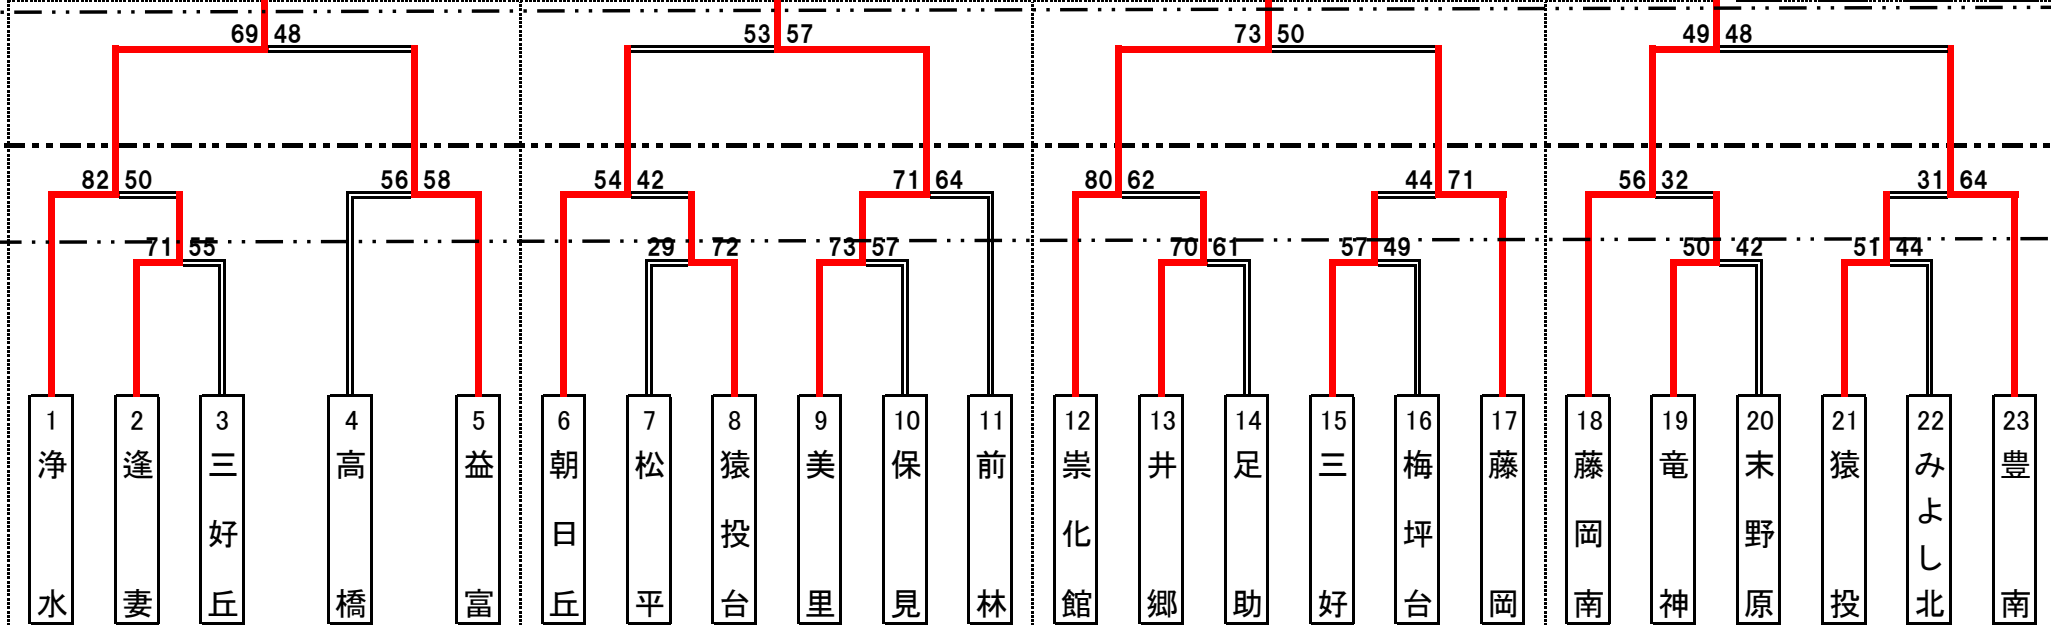 69 48 53 57 73 50 49 48
82 50 56 58 54 42 71 64 80 62 44 71 56 32 31 64
71 55 29 72 73 57 70 61 57 49 50 42 51 44
1 浄水
2 逢妻
3 三好丘
4 高橋
5 益富
6 朝日丘
7 松平
8 猿投台
9 美里
10 保見
11 前林
12 崇化館
13 井郷
14 足助
15 三好
16 梅坪台
17 藤岡
18 藤岡南
19 竜神
20 末野原
21 猿投
22 みよし北
23 豊南